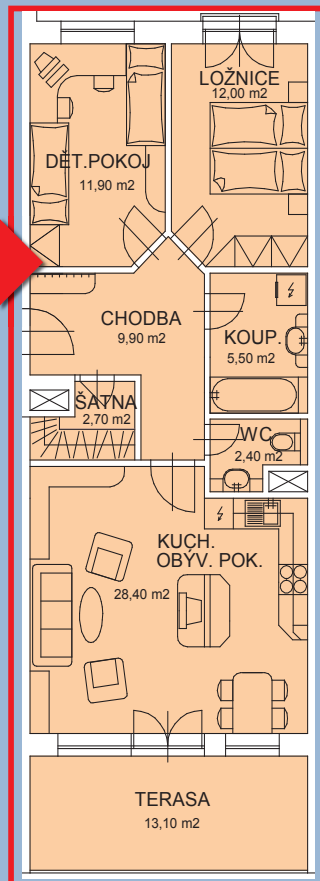 LOŽNICE
12,00 m2
DĚT.POKOJ
11,90 m2
CHODBA
9,90 m2
KOUP.
5,50 m2
ŠATNA
2,70 m2
WC
2,40 m2
KUCH.
OBÝV. POK.
28,40 m2
TERASA
13,10 m2